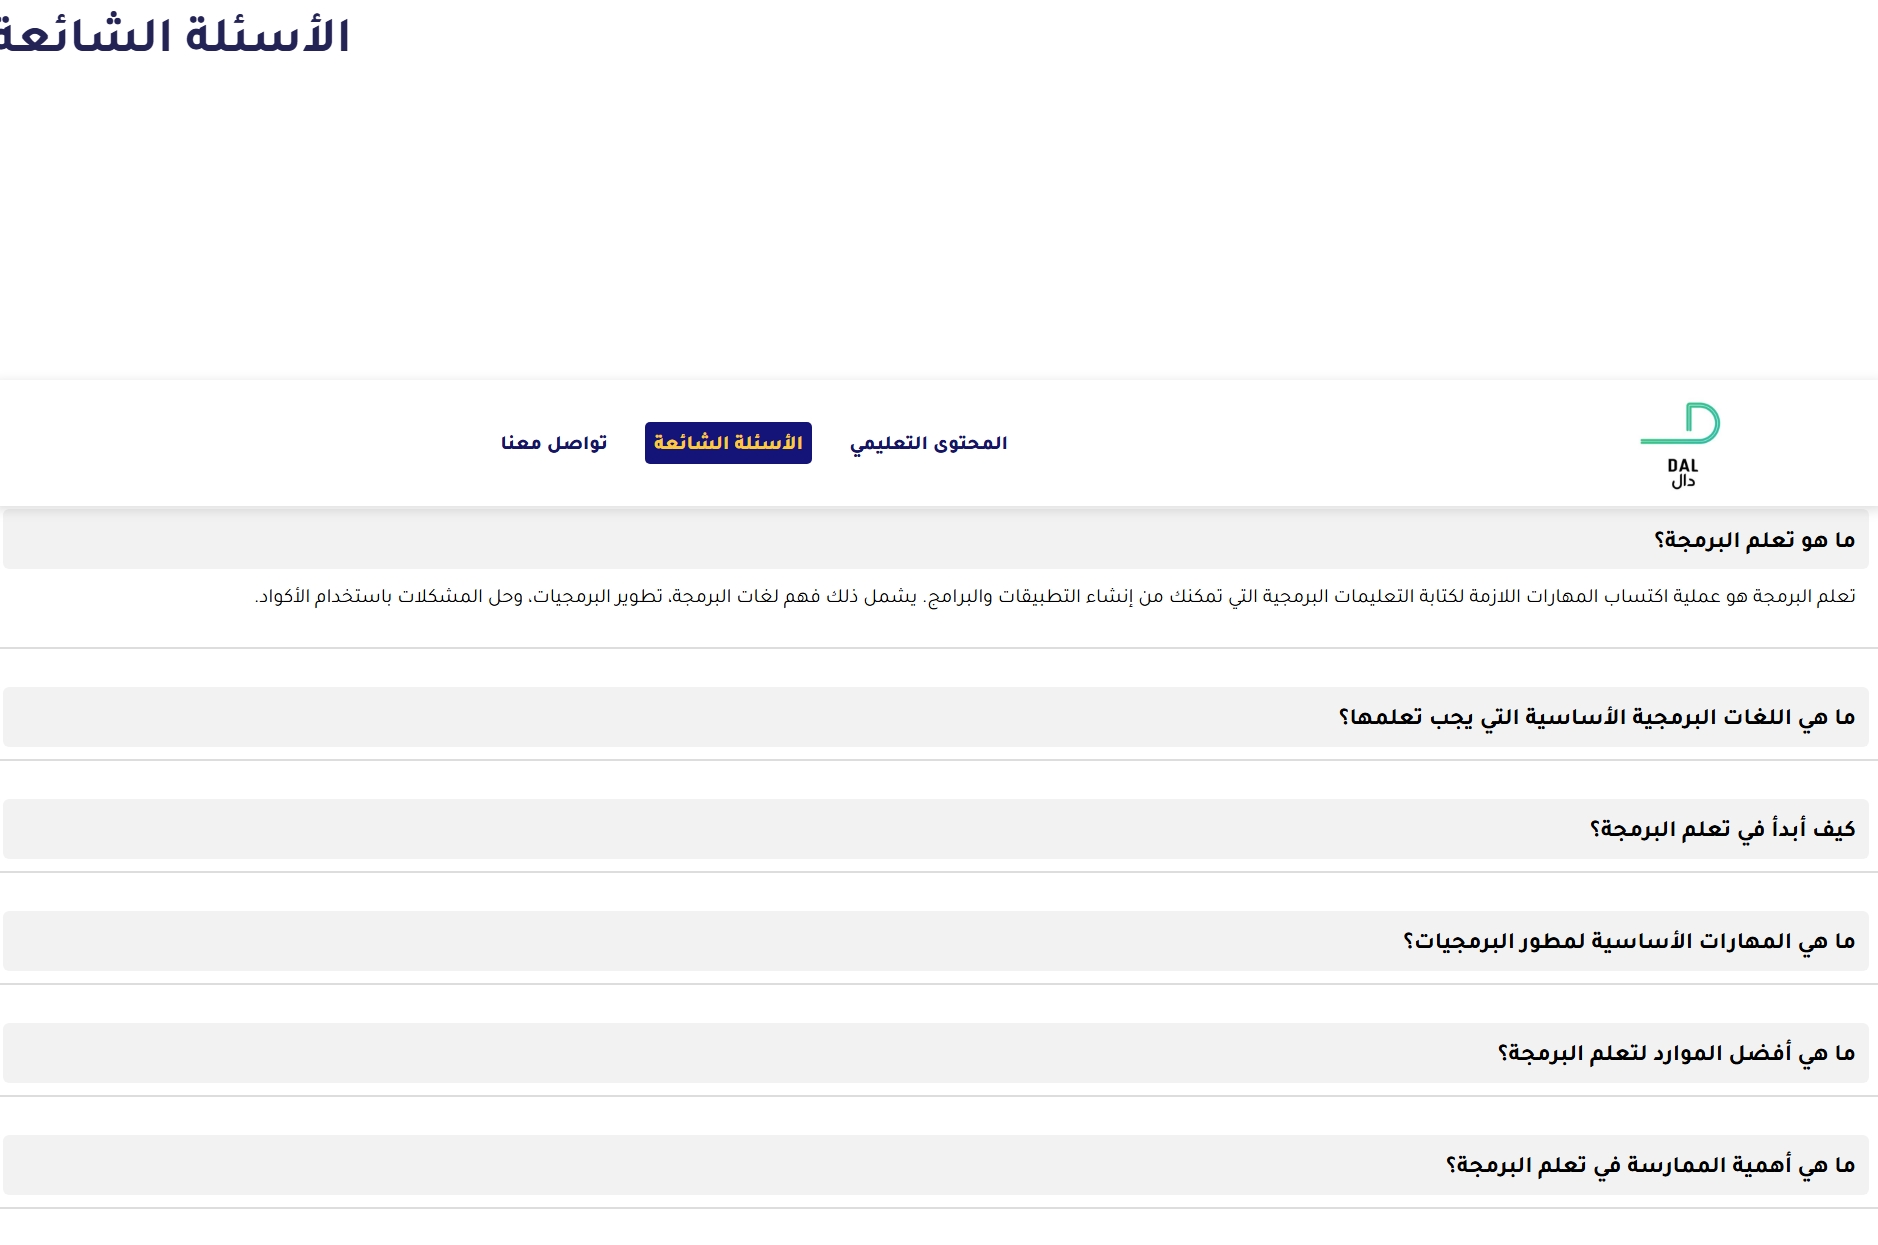 الأسئلة الشائعة
DAL
دال
المحتوى التعليمي
الأسئلة الشائعة
تواصل معنا
ما هو تعلم البرمجة؟
تعلم البرمجة هو عملية اكتساب المهارات اللازمة لكتابة التعليمات البرمجية التي تمكنك من إنشاء التطبيقات والبرامج. يشمل ذلك فهم لغات البرمجة، تطوير البرمجيات، وحل المشكلات باستخدام الأكواد.
ما هي اللغات البرمجية الأساسية التي يجب تعلمها؟
كيف أبدأ في تعلم البرمجة؟
ما هي المهارات الأساسية لمطور البرمجيات؟
ما هي أفضل الموارد لتعلم البرمجة؟
ما هي أهمية الممارسة في تعلم البرمجة؟